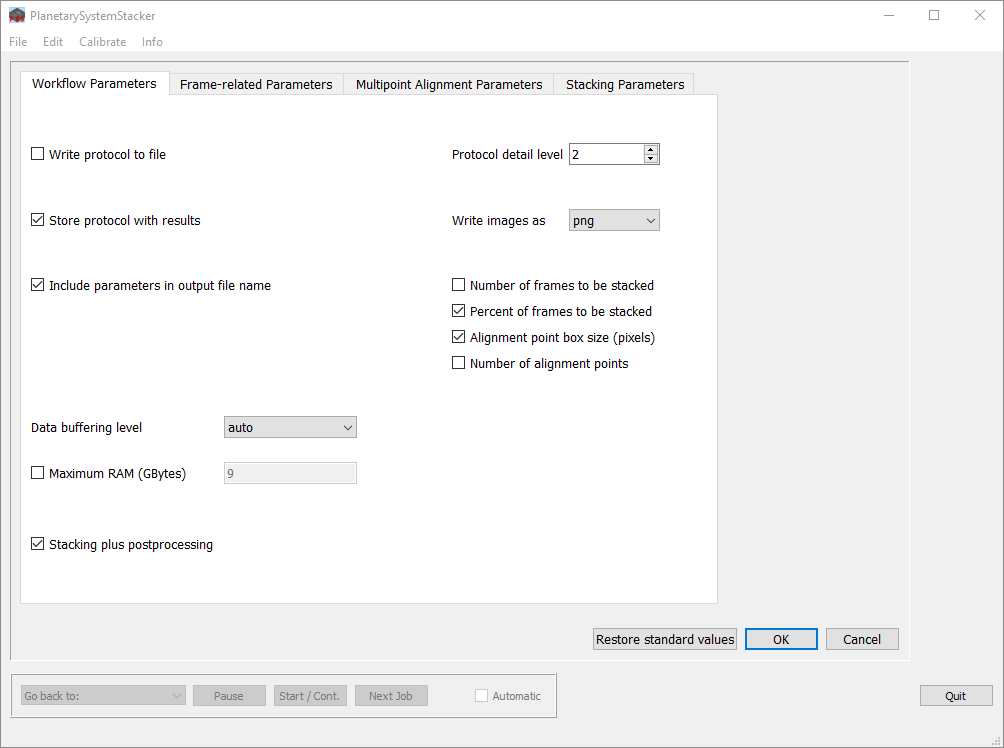 PlanetarySystemStacker
File Edit Calibrate Info
Workflow Parameters Frame-related Parameters Multipoint Alignment Parameters Stacking Parameters
Write protocol to file Protocol detail level 2
Store protocol with results Write images as png
Include parameters in output file name Number of frames to be stacked
Percent of frames to be stacked
Alignment point box size (pixels)
Number of alignment points
Data buffering level auto
Maximum RAM (GBytes) 9
Stacking plus postprocessing
Restore standard values OK Cancel
Go back to: Pause Start / Cont. Next Job Automatic Quit